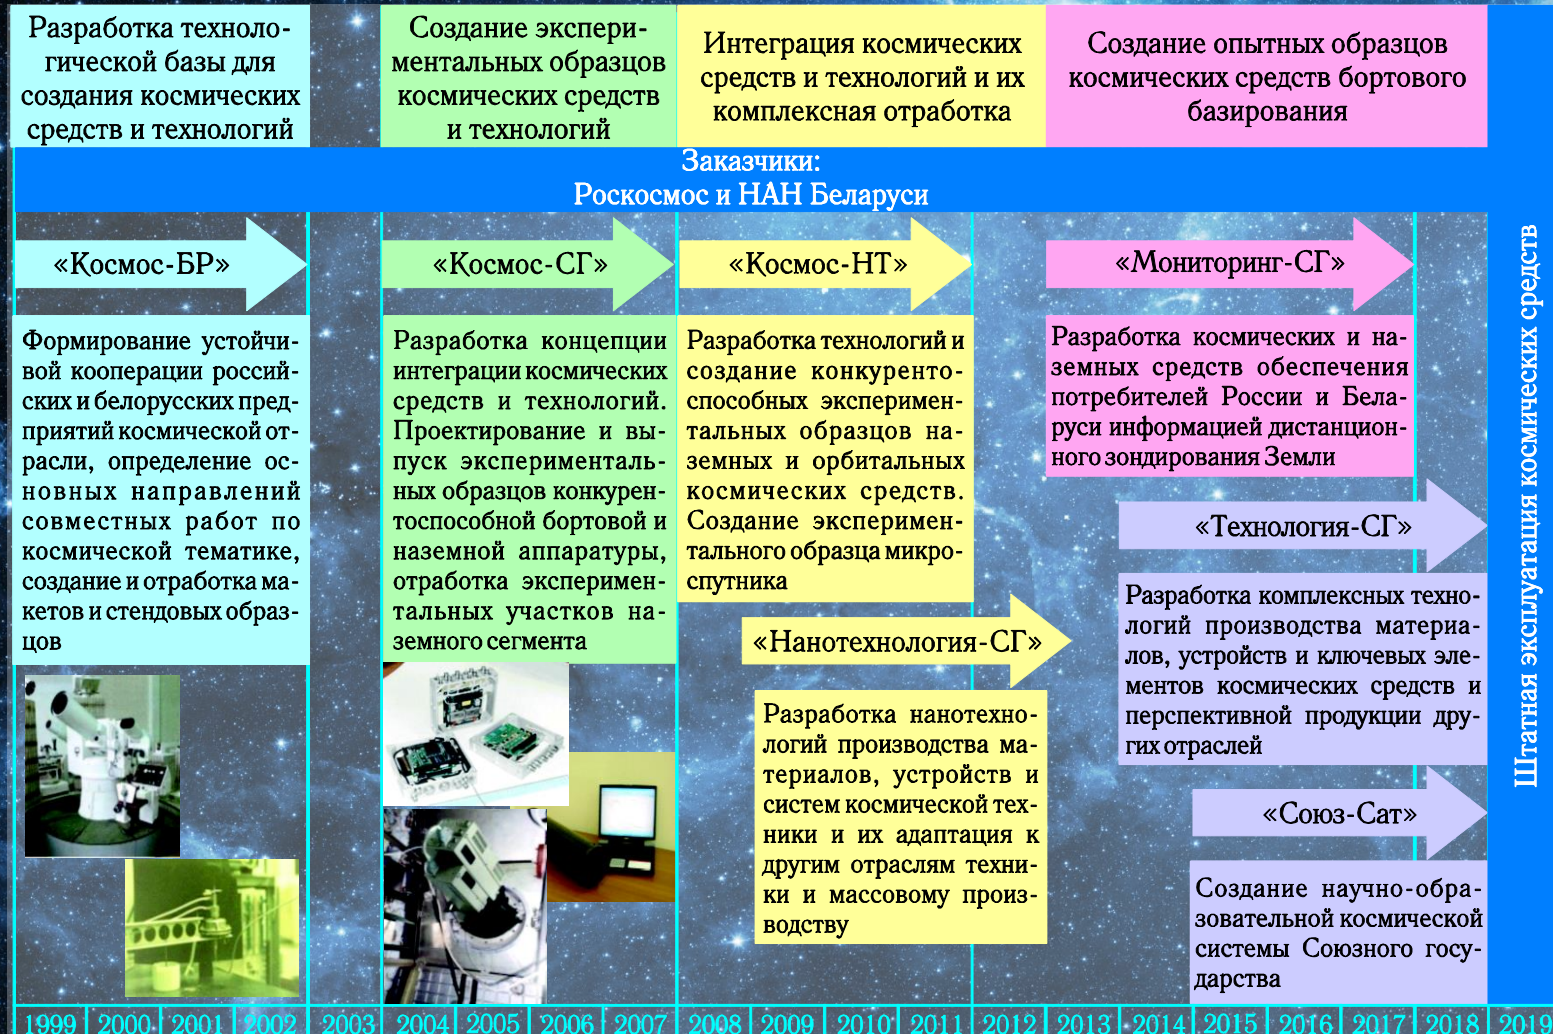 Разработка техноло-
гической базы для
создания космических
средств и технологий
Создание экспери-
ментальных образцов
космических средств
и технологий
Интеграция космических
средств и технологий и их
комплексная отработка
Создание опытных образцов
космических средств бортового
базирования
Заказчики:
Роскосмос и НАН Беларуси
«Космос-БР»
Формирование устойчи-
вой кооперации россий-
ских и белорусских пред-
приятий космической от-
расли, определение ос-
новных направлений
совместных работ по
космической тематике,
создание и отработка ма-
кетов и стендовых образ-
цов
«Космос-СГ»
Разработка концепции
интеграции космических
средств и технологий.
Проектирование и вы-
пуск эксперименталь-
ных образцов конкурен-
тоспособной бортовой и
наземной аппаратуры,
отработка эксперимен-
тальных участков на-
земного сегмента
«Космос-НТ»
Разработка технологий и
создание конкуренто-
способных эксперимен-
тальных образцов на-
земных и орбитальных
космических средств.
Создание эксперимен-
тального образца микро-
спутника
«Нанотехнология-СГ»
Разработка нанотехно-
логий производства ма-
териалов, устройств и
систем космической тех-
ники и их адаптация к
другим отраслям техни-
ки и массовому произ-
водству
«Мониторинг-СГ»
Разработка космических и на-
земных средств обеспечения
потребителей России и Бела-
руси информацией дистанцион-
ного зондирования Земли
«Технология-СГ»
Разработка комплексных техно-
логий производства материа-
лов, устройств и ключевых эле-
ментов космических средств и
перспективной продукции дру-
гих отраслей
«Союз-Сат»
Создание научно-обра-
зовательной космической
системы Союзного госу-
дарства
Штатная эксплуатация космических средств
1999 2000 2001 2002 2003 2004 2005 2006 2007 2008 2009 2010 2011 2012 2013 2014 2015 2016 2017 2018 2019